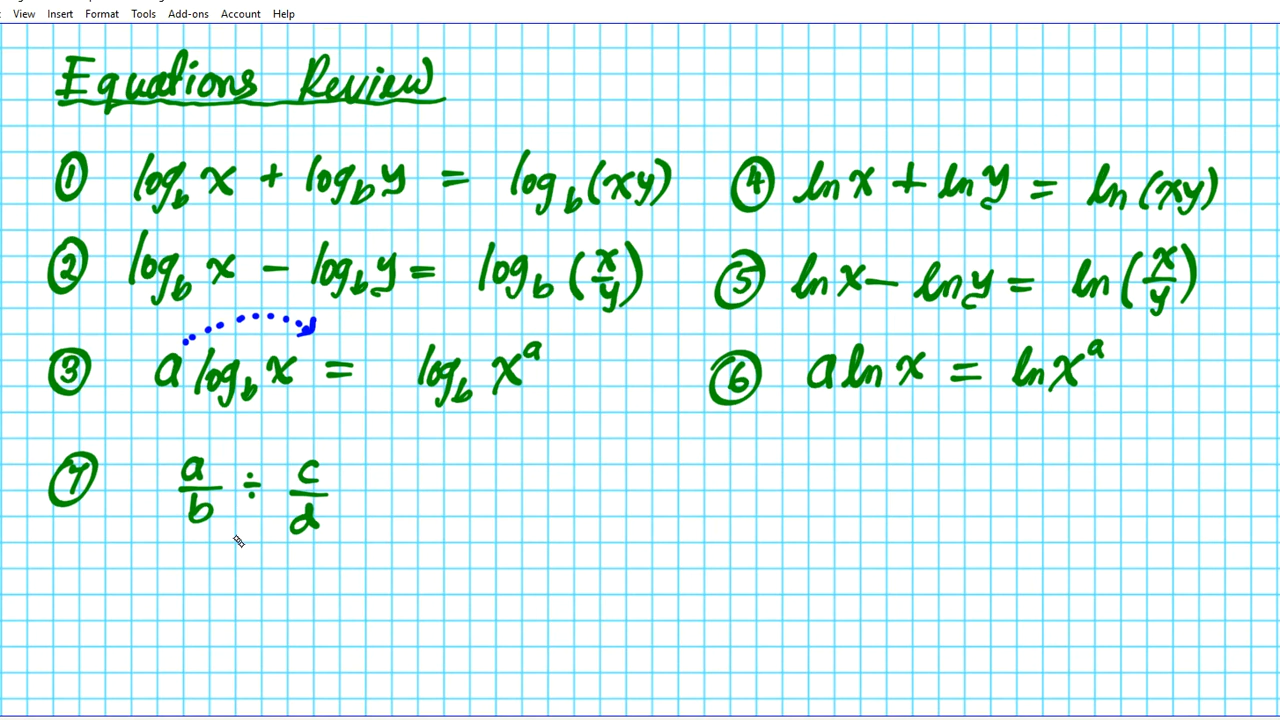 View Insert Format Tools Add-ons Account Help
Equations Review
① log_b x + log_b y = log_b (xy)
② log_b x - log_b y = log_b (x/y)
③ a log_b x = log_b x^a
④ ln x + ln y = ln (xy)
⑤ ln x - ln y = ln (x/y)
⑥ a ln x = ln x^a
⑦ a/b ÷ c/d